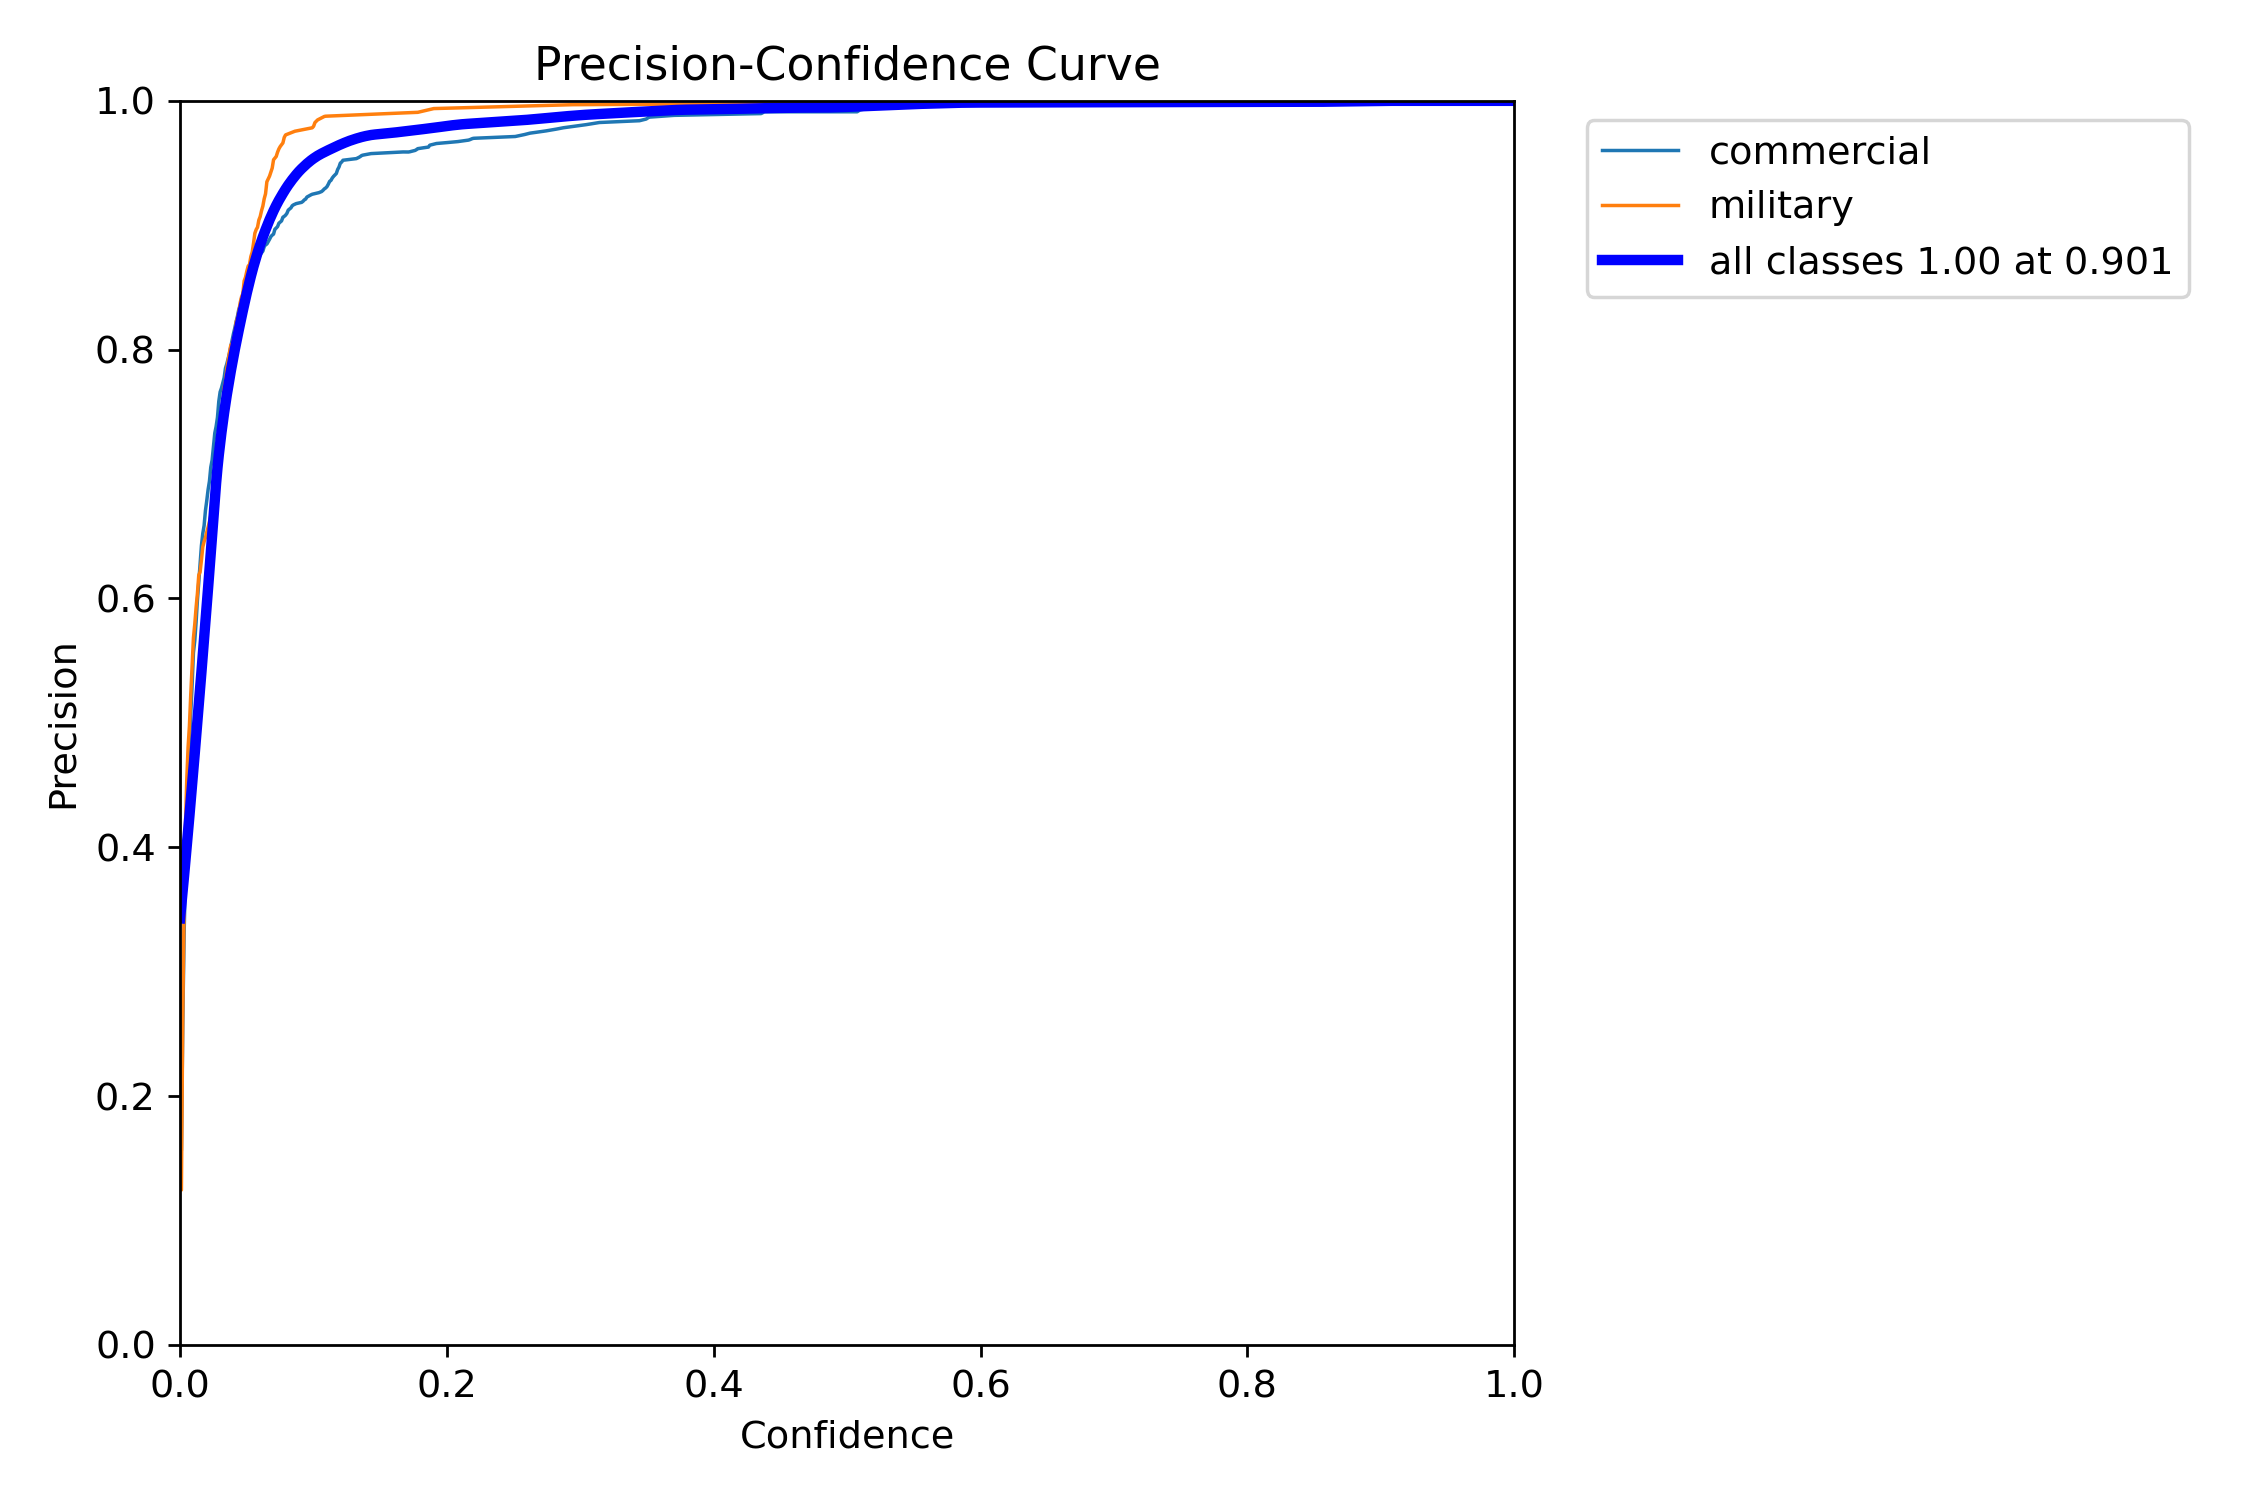 Precision-Confidence Curve
1.0
0.8
0.6
0.4
0.2
0.0
Precision
0.0 0.2 0.4 0.6 0.8 1.0
Confidence
commercial
military
all classes 1.00 at 0.901